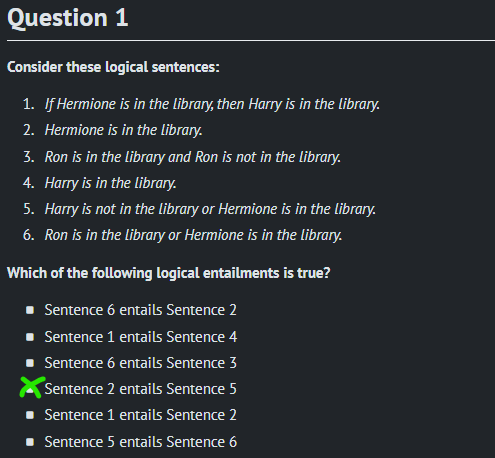 Question 1
Consider these logical sentences:
1. If Hermione is in the library, then Harry is in the library.
2. Hermione is in the library.
3. Ron is in the library and Ron is not in the library.
4. Harry is in the library.
5. Harry is not in the library or Hermione is in the library.
6. Ron is in the library or Hermione is in the library.
Which of the following logical entailments is true?
Sentence 6 entails Sentence 2
Sentence 1 entails Sentence 4
Sentence 6 entails Sentence 3
Sentence 2 entails Sentence 5
Sentence 1 entails Sentence 2
Sentence 5 entails Sentence 6